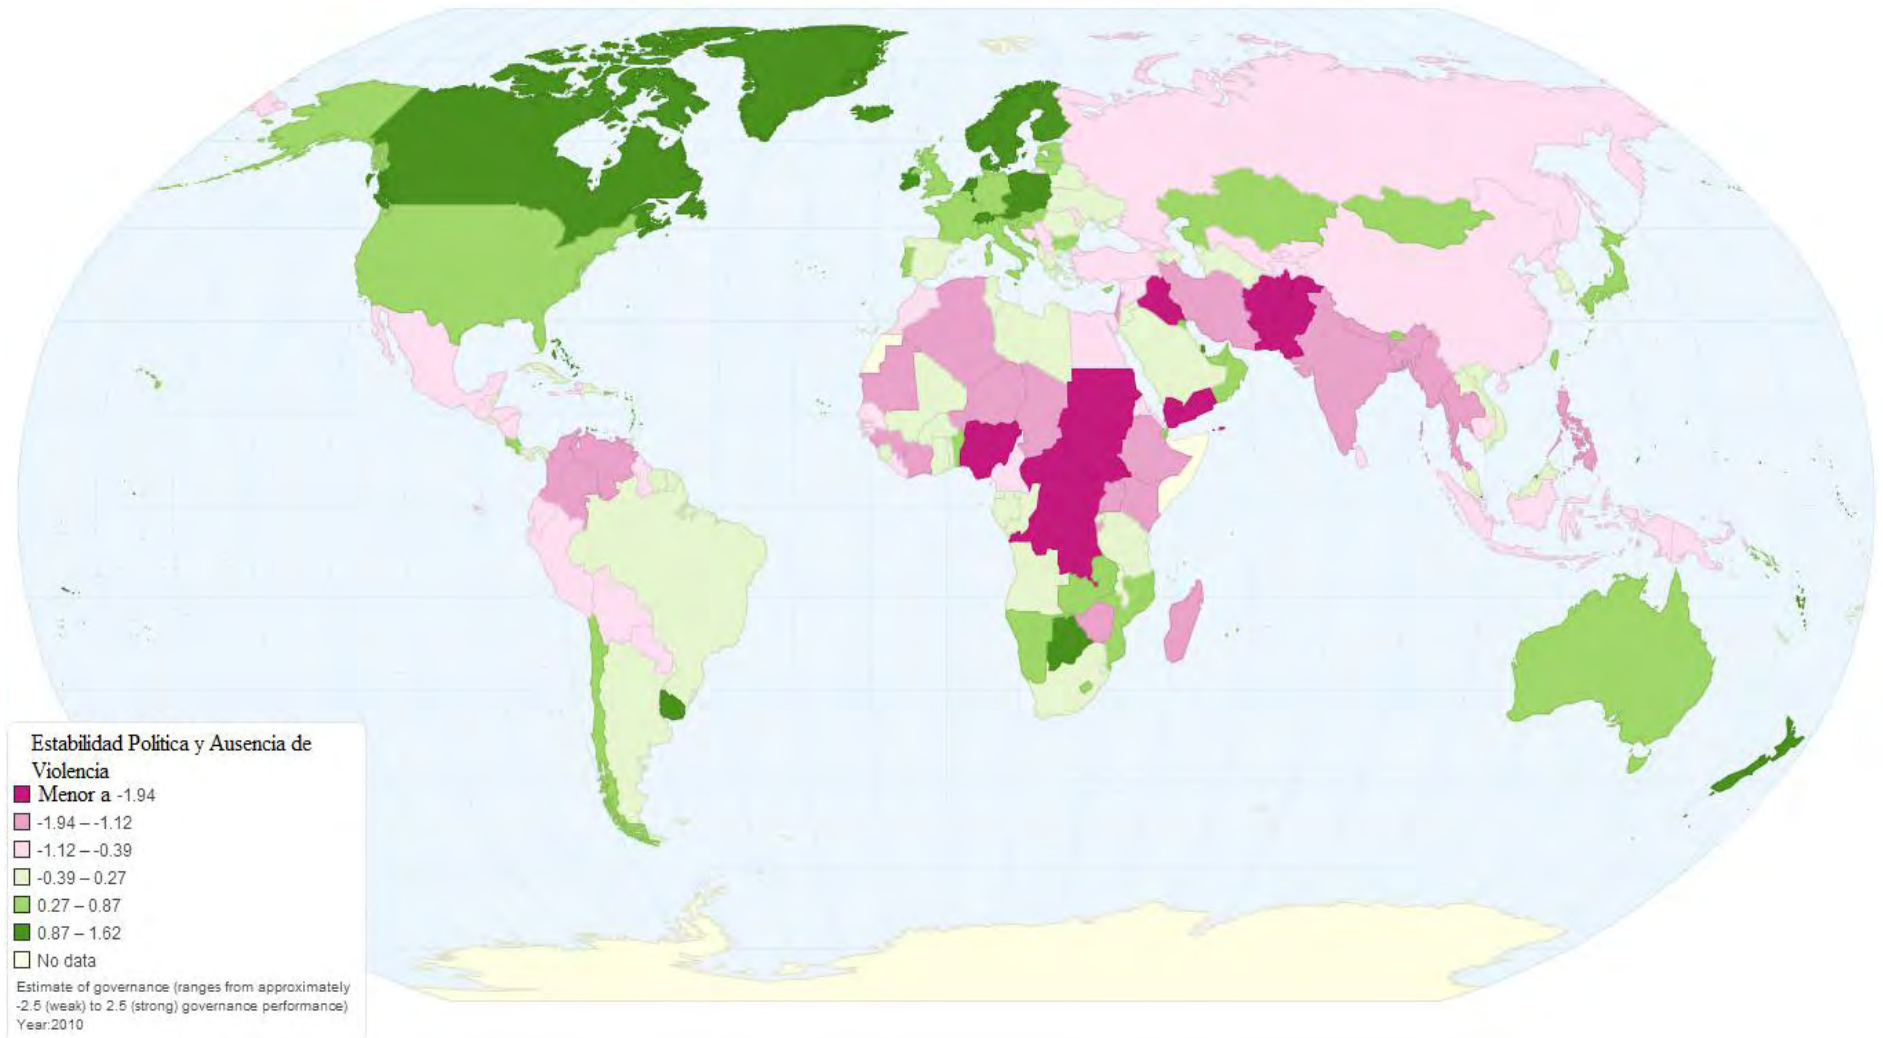 Estabilidad Política y Ausencia de
Violencia
Menor a -1.94
-1.94 – -1.12
-1.12 – -0.39
-0.39 – 0.27
0.27 – 0.87
0.87 – 1.62
No data
Estimate of governance (ranges from approximately
-2.5 (weak) to 2.5 (strong) governance performance)
Year:2010